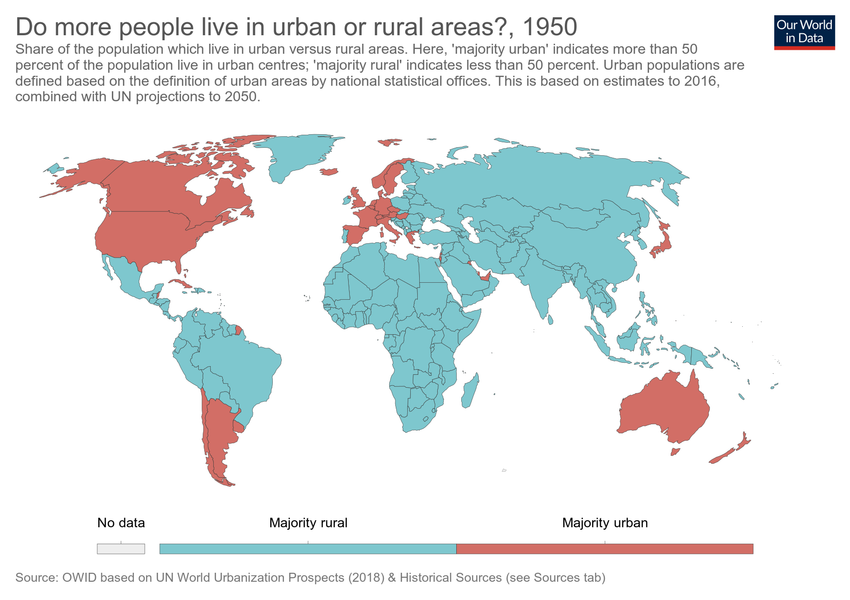 Do more people live in urban or rural areas?, 1950
Our World
in Data
Share of the population which live in urban versus rural areas. Here, 'majority urban' indicates more than 50
percent of the population live in urban centres; 'majority rural' indicates less than 50 percent. Urban populations are
defined based on the definition of urban areas by national statistical offices. This is based on estimates to 2016,
combined with UN projections to 2050.
No data
Majority rural
Majority urban
Source: OWID based on UN World Urbanization Prospects (2018) & Historical Sources (see Sources tab)